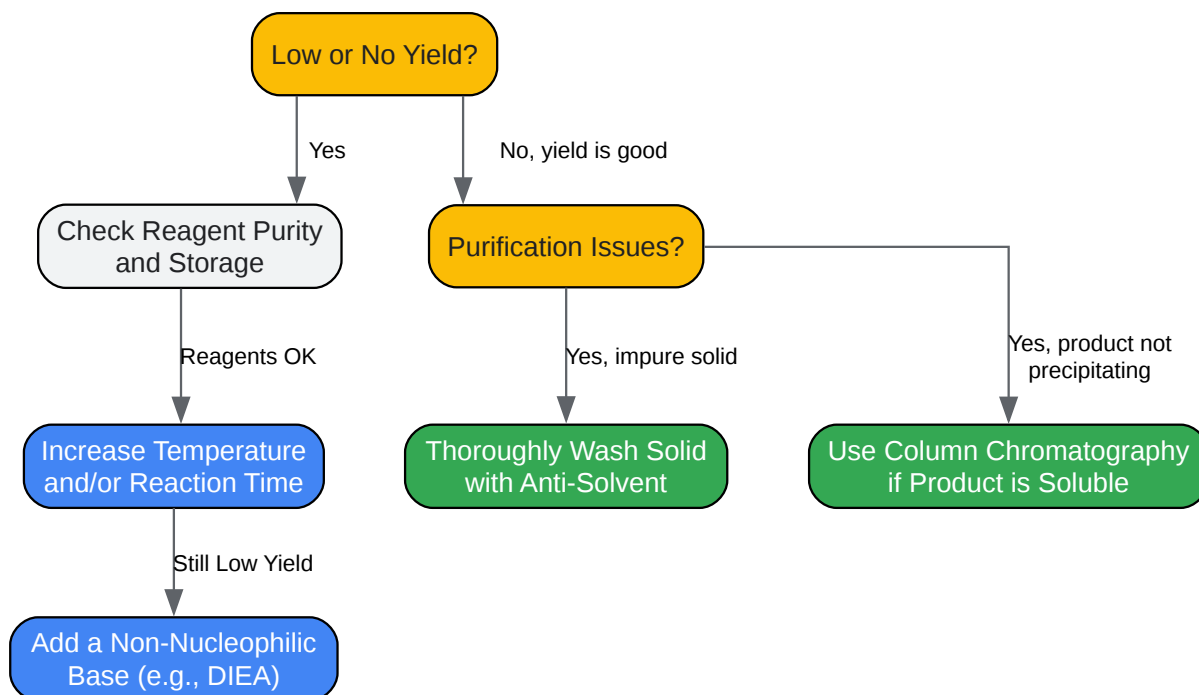 Low or No Yield?
Yes
No, yield is good
Check Reagent Purity
and Storage
Purification Issues?
Reagents OK
Yes, impure solid
Yes, product not
precipitating
Increase Temperature
and/or Reaction Time
Thoroughly Wash Solid
with Anti-Solvent
Use Column Chromatography
if Product is Soluble
Still Low Yield
Add a Non-Nucleophilic
Base (e.g., DIEA)